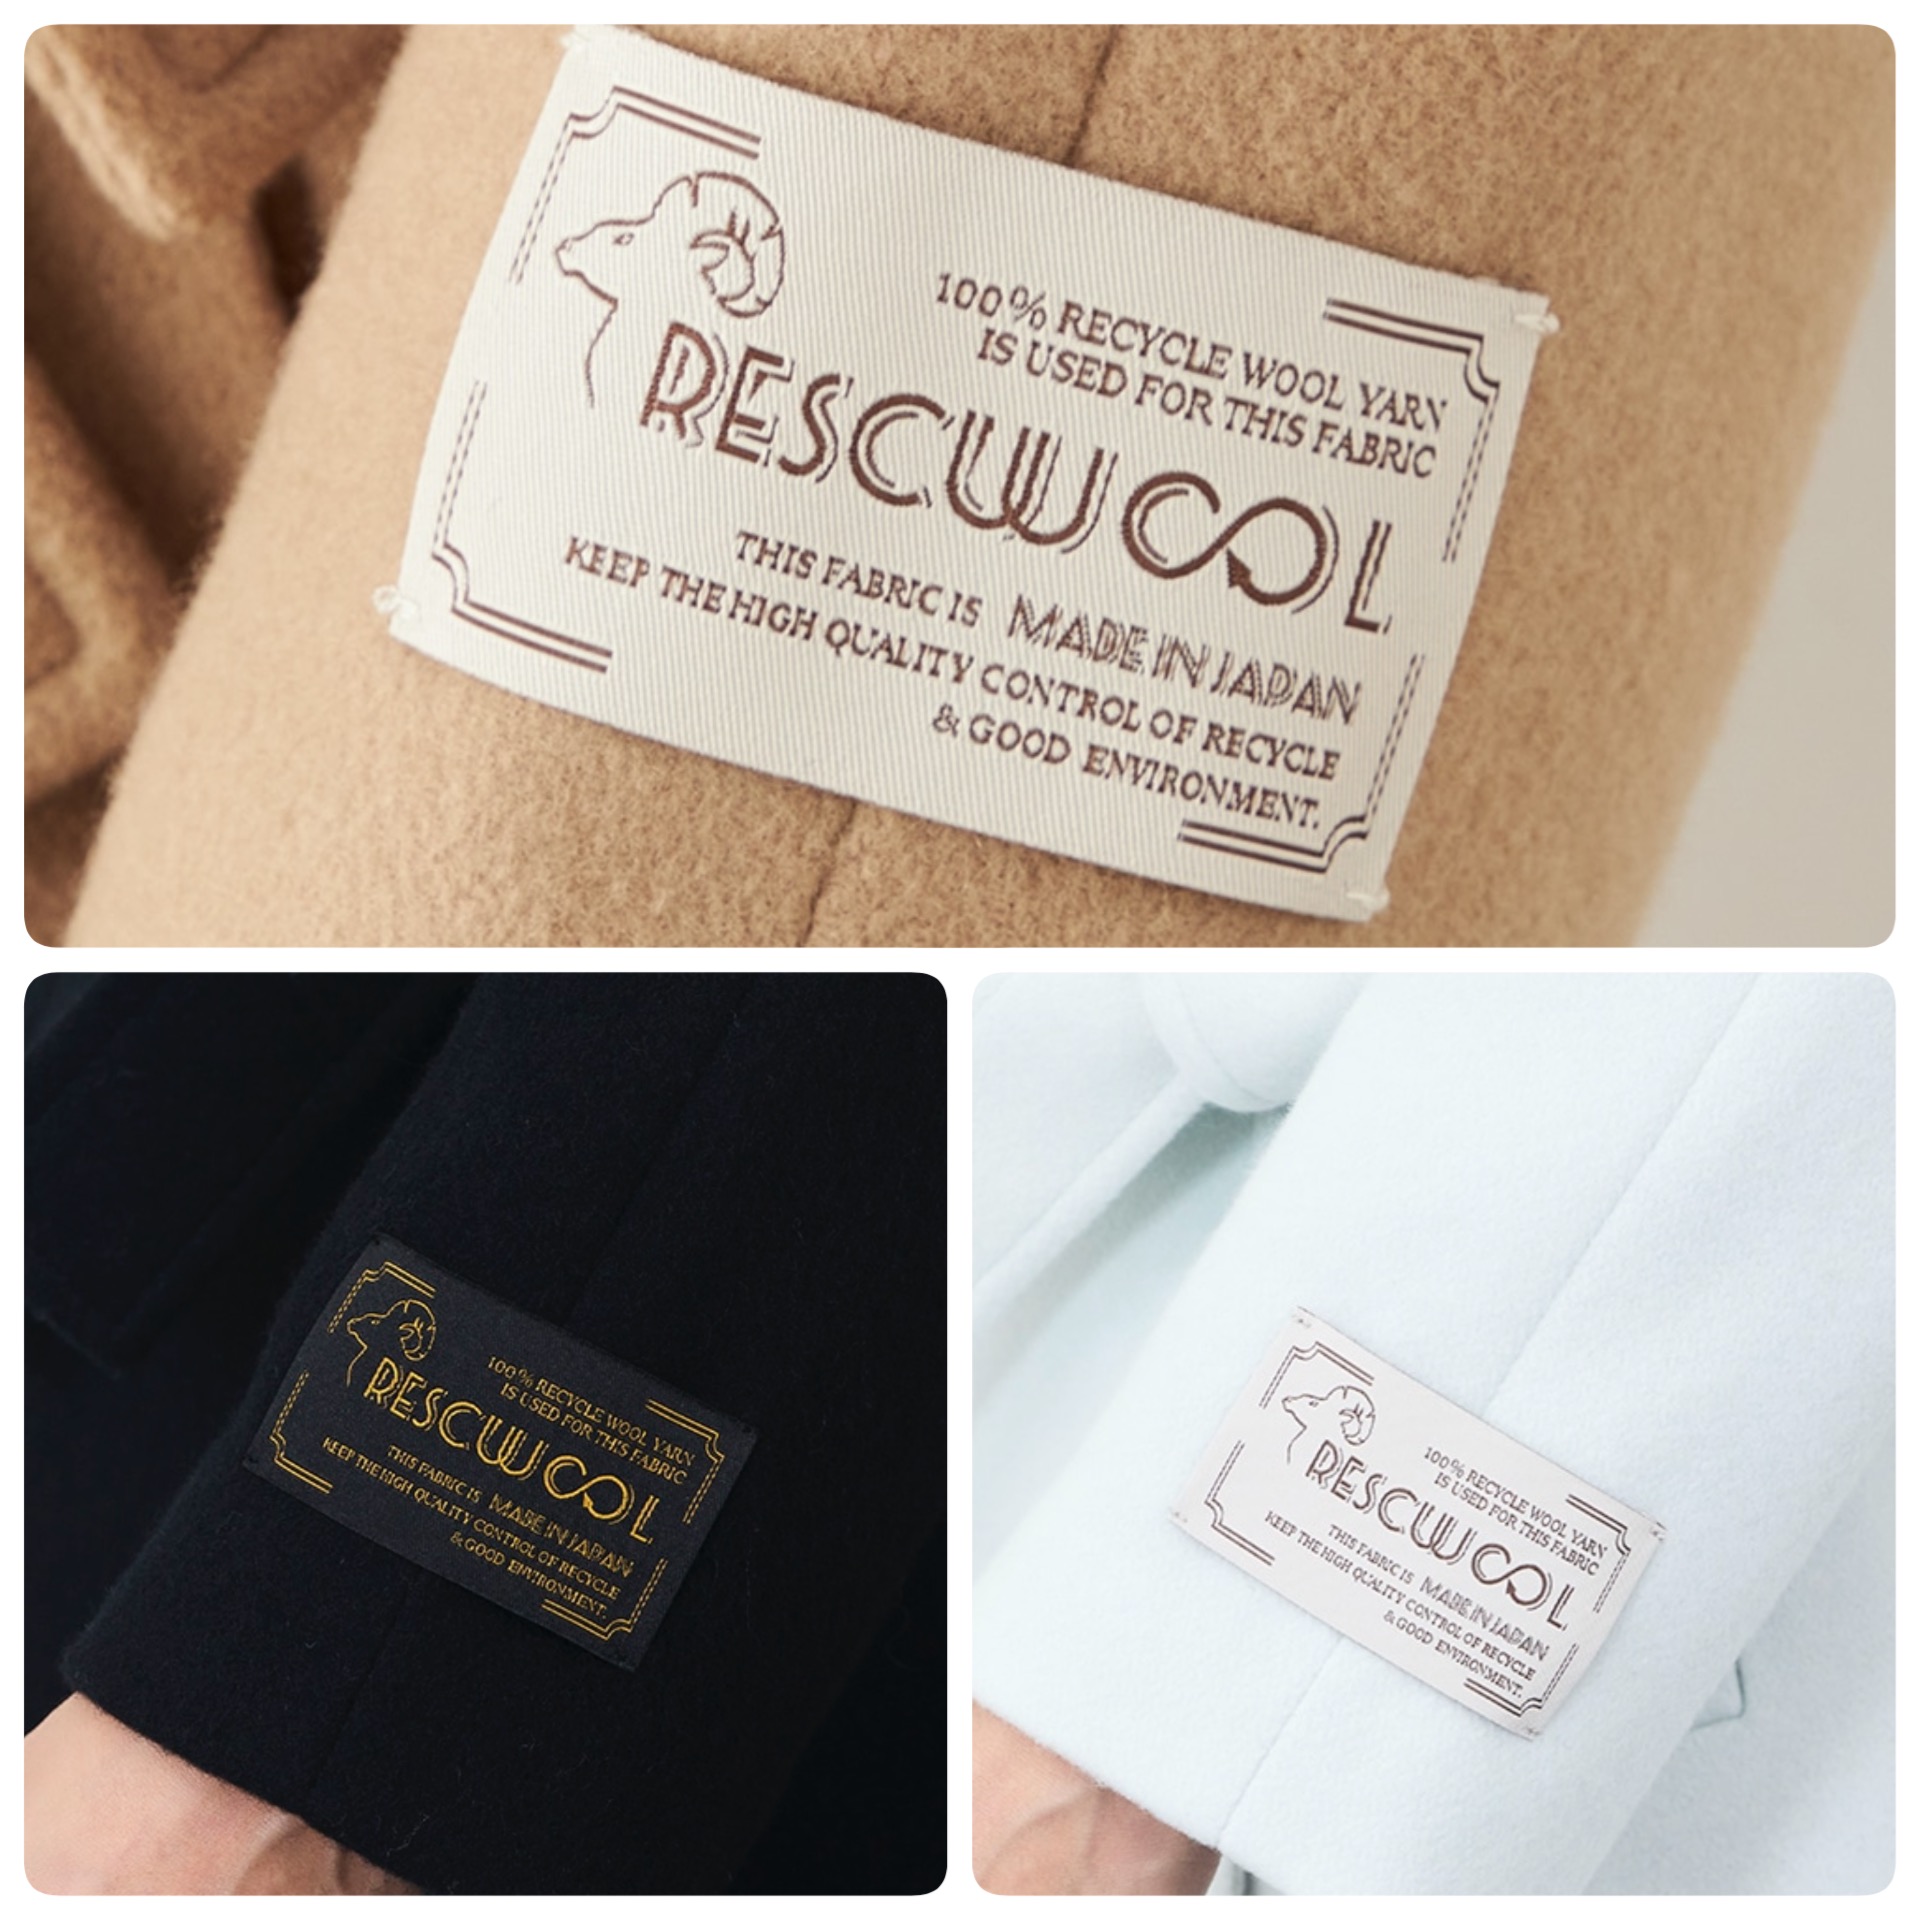 100% RECYCLE WOOL YARN
IS USED FOR THIS FABRIC
RESCUWOOL
THIS FABRIC IS MADE IN JAPAN
KEEP THE HIGH QUALITY CONTROL OF RECYCLE
& GOOD ENVIRONMENT.
100% RECYCLE WOOL YARN
IS USED FOR THIS FABRIC
RESCUWOOL
THIS FABRIC IS MADE IN JAPAN
KEEP THE HIGH QUALITY CONTROL OF RECYCLE
& GOOD ENVIRONMENT.
100% RECYCLE WOOL YARN
IS USED FOR THIS FABRIC
RESCUWOOL
THIS FABRIC IS MADE IN JAPAN
KEEP THE HIGH QUALITY CONTROL OF RECYCLE
& GOOD ENVIRONMENT.